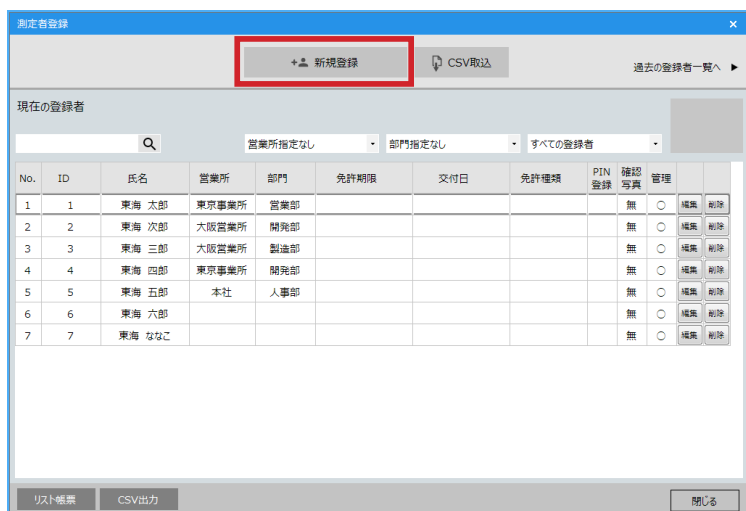 測定者登録 ×
新規登録 CSV取込 過去の登録者一覧へ ▶
現在の登録者
営業所指定なし 部門指定なし すべての登録者
No. ID 氏名 営業所 部門 免許期限 交付日 免許種類 PIN登録 確認写真 管理
1 1 東海 太郎 東京事業所 営業部 無 〇 編集 削除
2 2 東海 次郎 大阪営業所 開発部 無 〇 編集 削除
3 3 東海 三郎 大阪営業所 製造部 無 〇 編集 削除
4 4 東海 四郎 東京事業所 開発部 無 〇 編集 削除
5 5 東海 五郎 本社 人事部 無 〇 編集 削除
6 6 東海 六郎 無 〇 編集 削除
7 7 東海 ななこ 無 〇 編集 削除
リスト帳票 CSV出力 閉じる